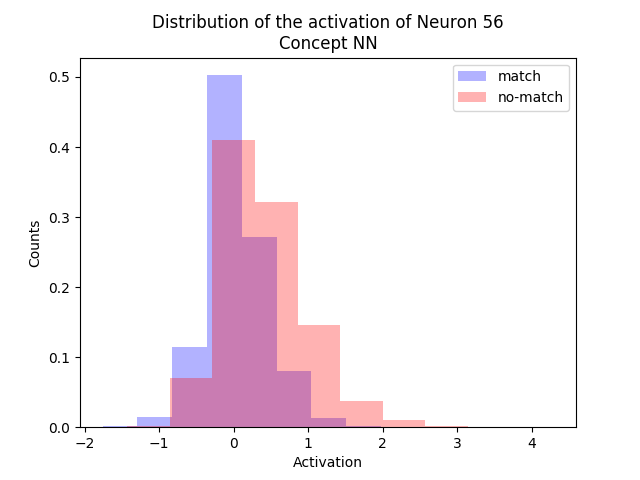 Distribution of the activation of Neuron 56
Concept NN
match
no-match
0.5
0.4
0.3
0.2
0.1
0.0
Counts
−2
−1
0
1
2
3
4
Activation